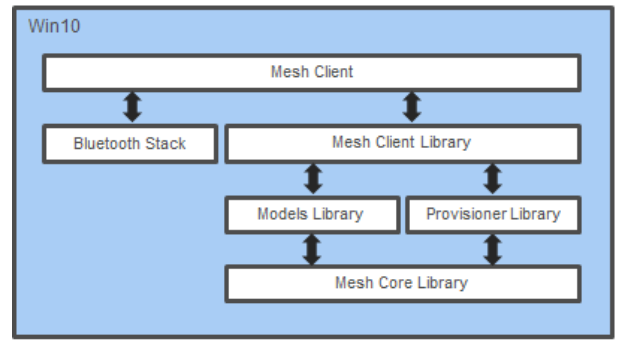 Win10
Mesh Client
Bluetooth Stack
Mesh Client Library
Models Library
Provisioner Library
Mesh Core Library